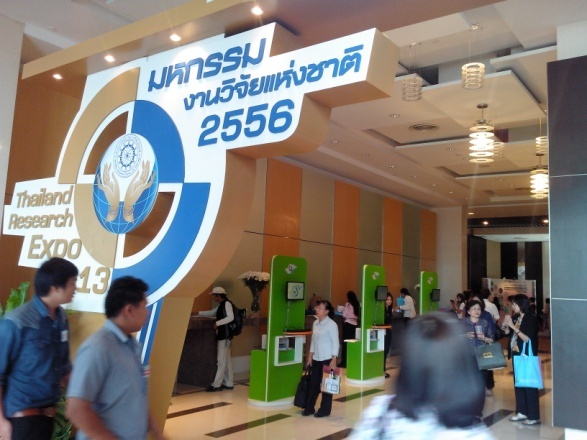 มหกรรม
งานวิจัยแห่งชาติ
2556
Thailand
Research
Expo
13